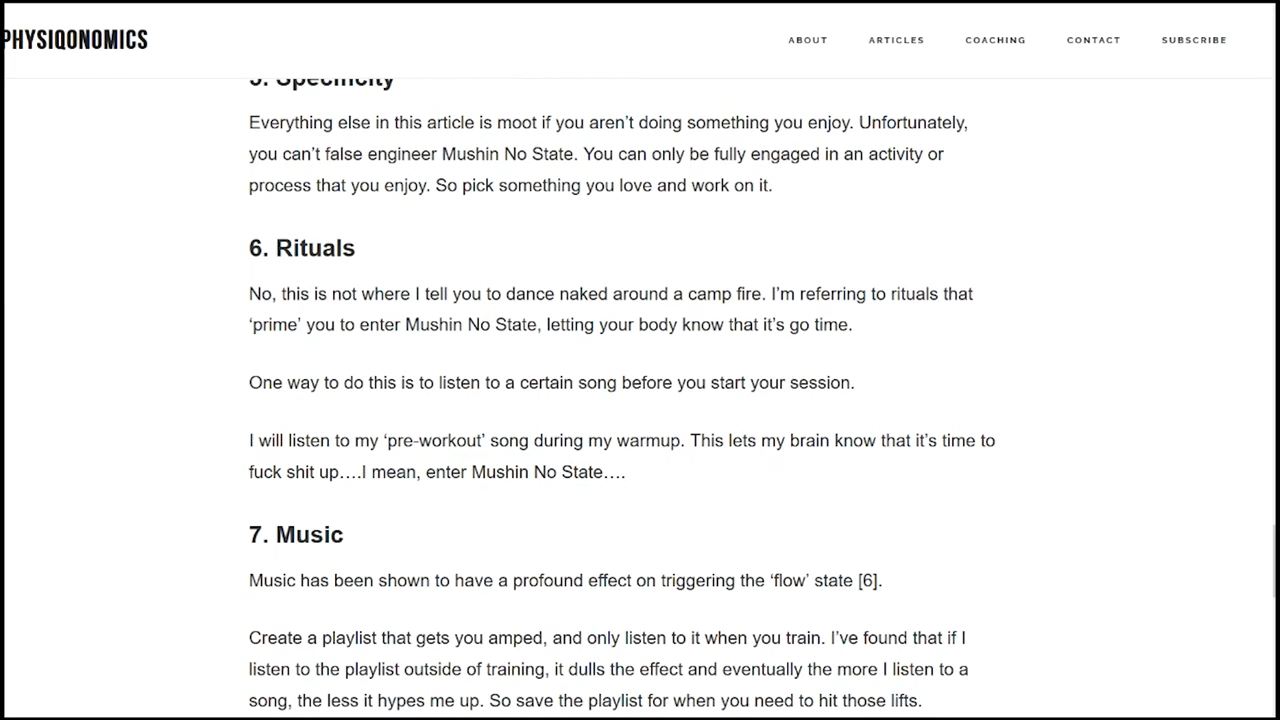 PHYSIQONOMICS
ABOUT
ARTICLES
COACHING
CONTACT
SUBSCRIBE
5. Specificity
Everything else in this article is moot if you aren’t doing something you enjoy. Unfortunately,
you can’t false engineer Mushin No State. You can only be fully engaged in an activity or
process that you enjoy. So pick something you love and work on it.
6. Rituals
No, this is not where I tell you to dance naked around a camp fire. I’m referring to rituals that
‘prime’ you to enter Mushin No State, letting your body know that it’s go time.
One way to do this is to listen to a certain song before you start your session.
I will listen to my ‘pre-workout’ song during my warmup. This lets my brain know that it’s time to
fuck shit up….I mean, enter Mushin No State….
7. Music
Music has been shown to have a profound effect on triggering the ‘flow’ state [6].
Create a playlist that gets you amped, and only listen to it when you train. I’ve found that if I
listen to the playlist outside of training, it dulls the effect and eventually the more I listen to a
song, the less it hypes me up. So save the playlist for when you need to hit those lifts.